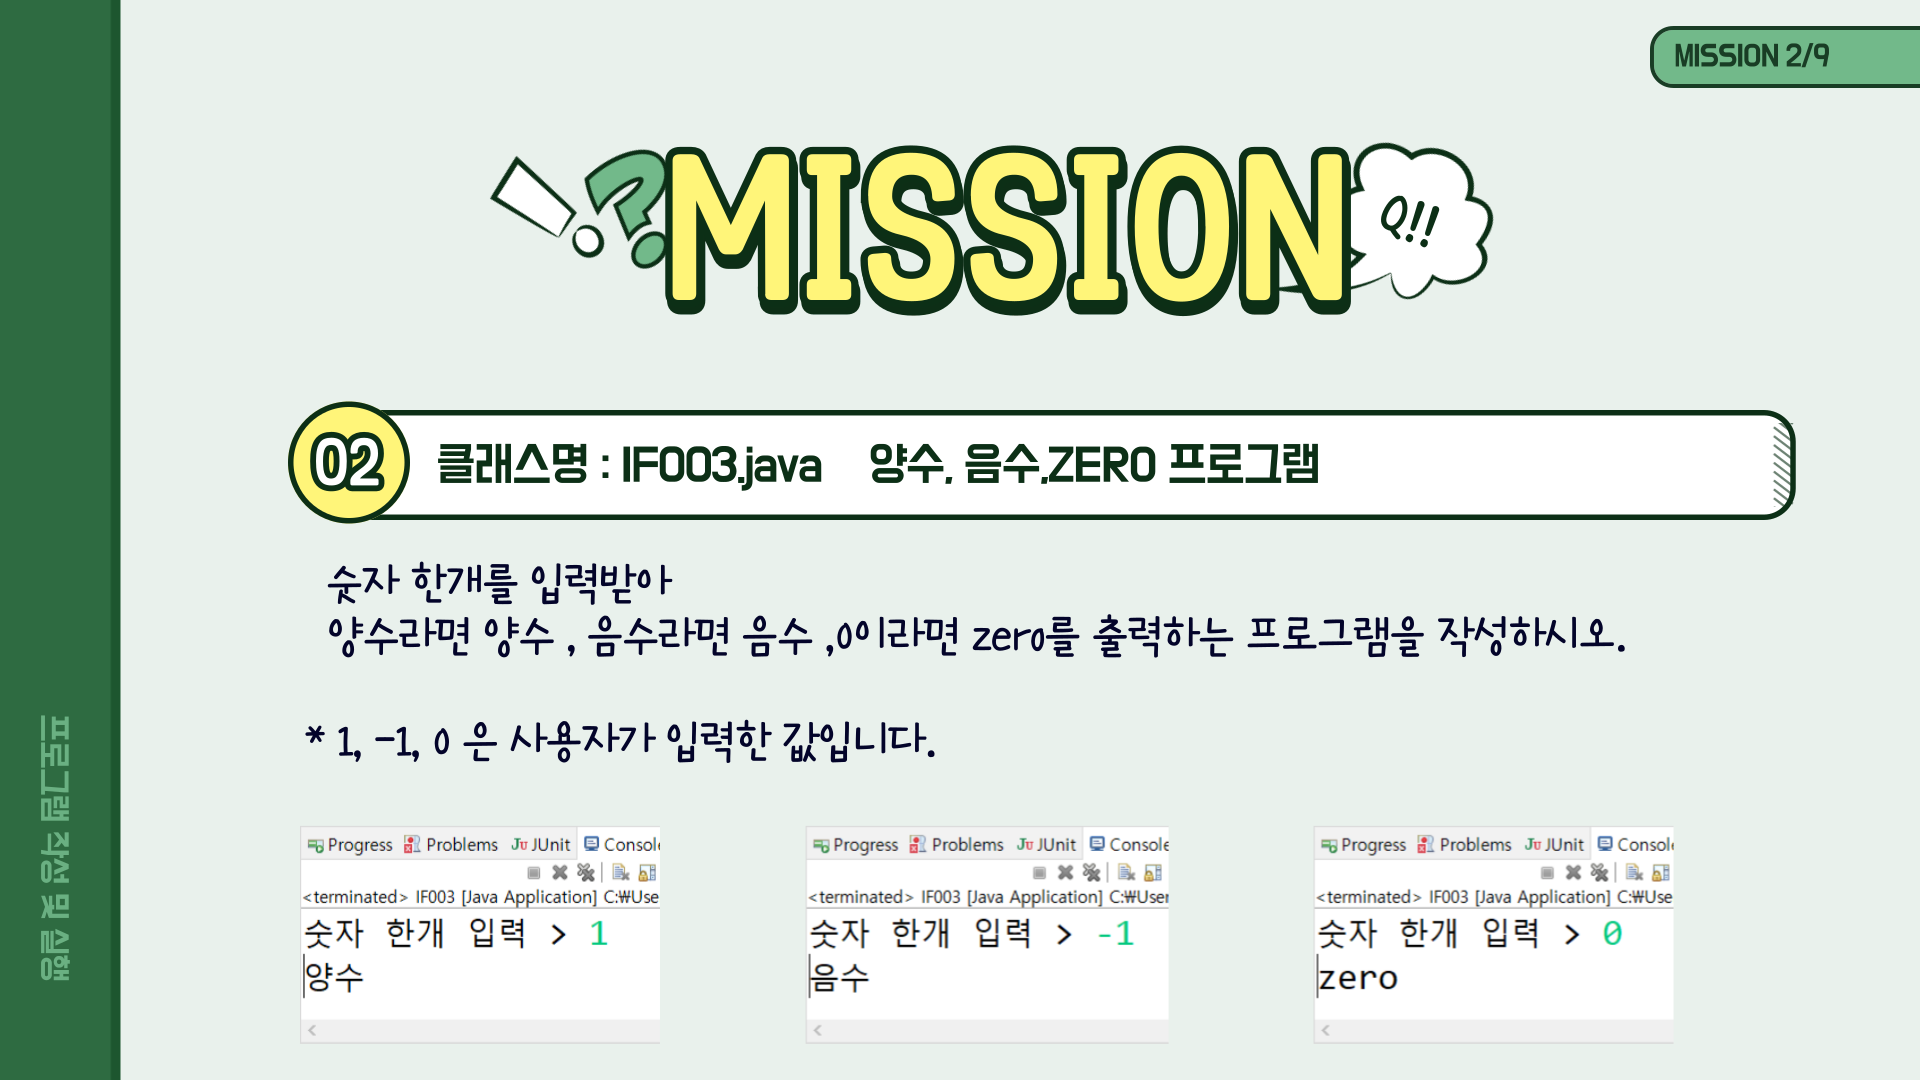 MISSION 2/9
MISSION
Q!!
02
클래스명 : IF003.java 양수, 음수,ZERO 프로그램
숫자 한개를 입력받아
양수라면 양수 , 음수라면 음수 ,0이라면 zero를 출력하는 프로그램을 작성하시오.
* 1, -1, 0 은 사용자가 입력한 값입니다.
Progress Problems JUnit Consol
<terminated> IF003 [Java Application] C:₩Use
숫자 한개 입력 > 1
양수
Progress Problems JUnit Console
<terminated> IF003 [Java Application] C:₩User
숫자 한개 입력 > -1
음수
Progress Problems JUnit Consol
<terminated> IF003 [Java Application] C:₩Use
숫자 한개 입력 > 0
zero
프로그램 작성 및 실행